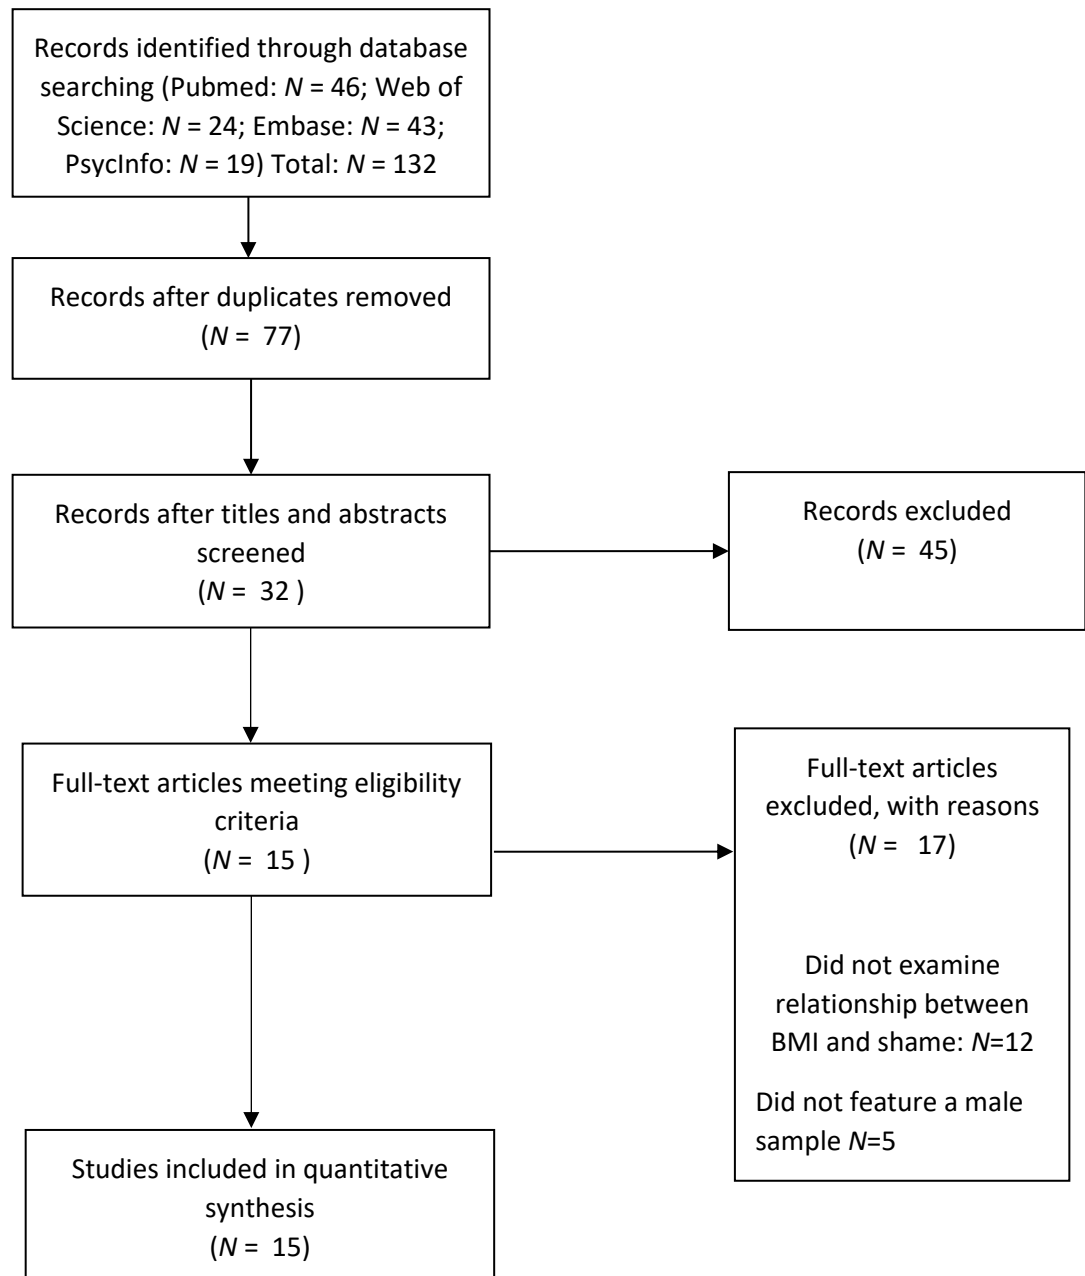 Records identified through database
searching (Pubmed: N = 46; Web of
Science: N = 24; Embase: N = 43;
PsycInfo: N = 19) Total: N = 132
Records after duplicates removed
(N = 77)
Records after titles and abstracts
screened
(N = 32 )
Records excluded
(N = 45)
Full-text articles meeting eligibility
criteria
(N = 15 )
Full-text articles
excluded, with reasons
(N = 17)
Did not examine
relationship between
BMI and shame: N=12
Did not feature a male
sample N=5
Studies included in quantitative
synthesis
(N = 15)